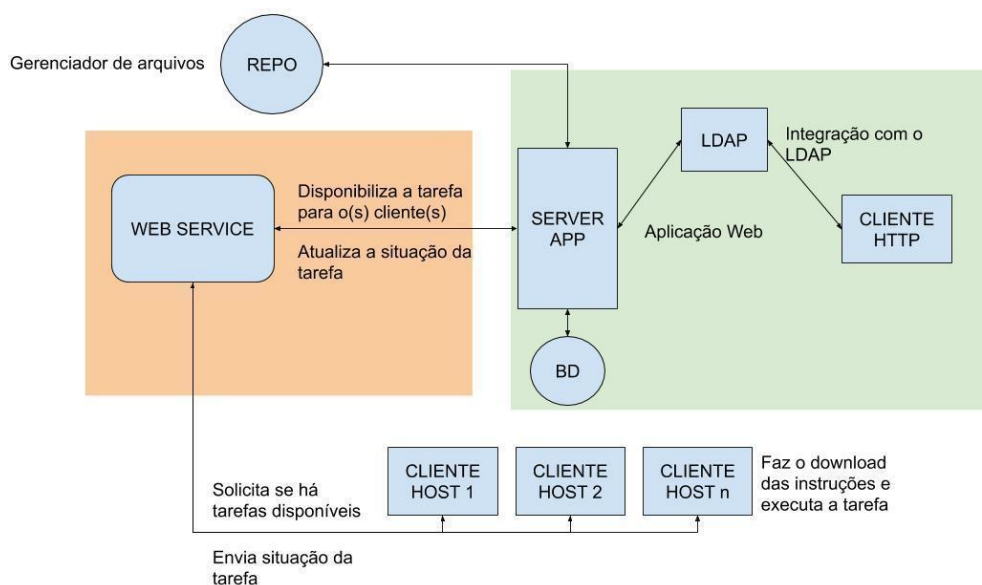 Gerenciador de arquivos
REPO
WEB SERVICE
Disponibiliza a tarefa
para o(s) cliente(s)
Atualiza a situação da
tarefa
SERVER
APP
LDAP
Integração com o
LDAP
Aplicação Web
CLIENTE
HTTP
BD
Solicita se há
tarefas disponíveis
Envia situação da
tarefa
CLIENTE
HOST 1
CLIENTE
HOST 2
CLIENTE
HOST n
Faz o download
das instruções e
executa a tarefa